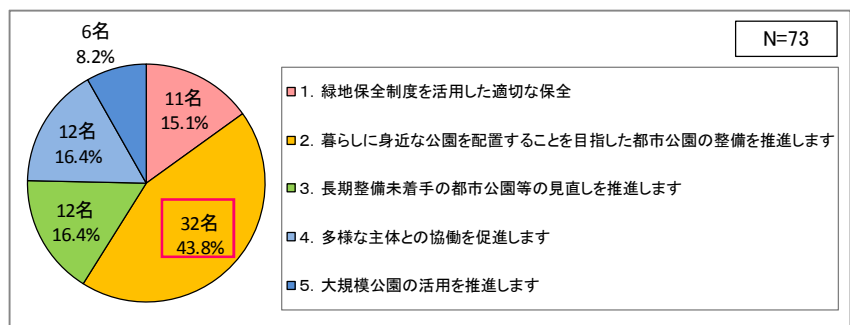 N=73
6名
8.2%
11名
15.1%
12名
16.4%
12名
16.4%
32名
43.8%
1. 緑地保全制度を活用した適切な保全
2. 暮らしに身近な公園を配置することを目指した都市公園の整備を推進します
3. 長期整備未着手の都市公園等の見直しを推進します
4. 多様な主体との協働を促進します
5. 大規模公園の活用を推進します